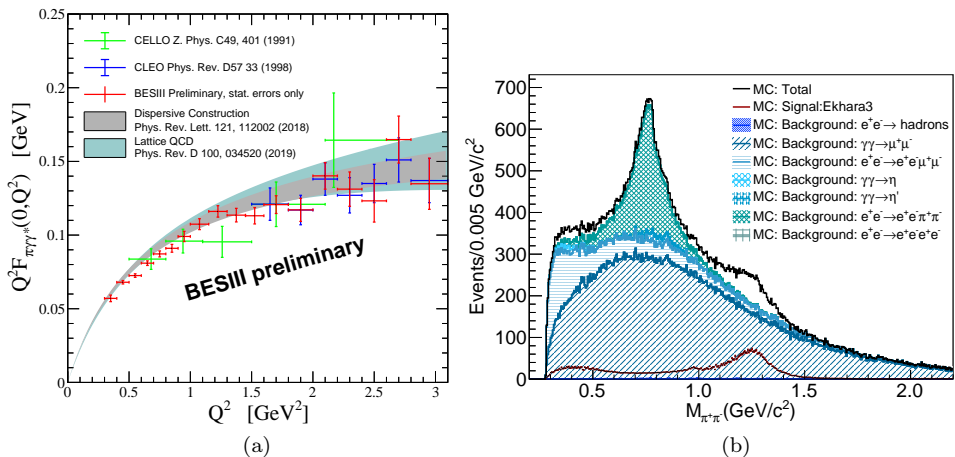 (a)
Q²F_πγγ*(0,Q²) [GeV]
CELLO Z. Phys. C49, 401 (1991)
CLEO Phys. Rev. D57 33 (1998)
BESIII Preliminary, stat. errors only
Dispersive Construction
Phys. Rev. Lett. 121, 112002 (2018)
Lattice QCD
Phys. Rev. D 100, 034520 (2019)
BESIII preliminary
0.2
0.15
0.1
0.05
0
0 0.5 1 1.5 2 2.5 3
Q² [GeV²]
(a)
Events/0.005 GeV/c²
700
600
500
400
300
200
100
0
MC: Total
MC: Signal:Ekhara3
MC: Background: e⁺e⁻→ hadrons
MC: Background: γγ→μ⁺μ⁻
MC: Background: e⁺e⁻→e⁺e⁻μ⁺μ⁻
MC: Background: γγ→η
MC: Background: γγ→η'
MC: Background: e⁺e⁻→e⁺e⁻π⁺π⁻
MC: Background: e⁺e⁻→e⁺e⁻e⁺e⁻
0.5 1.0 1.5 2.0
M_π⁺π⁻(GeV/c²)
(b)